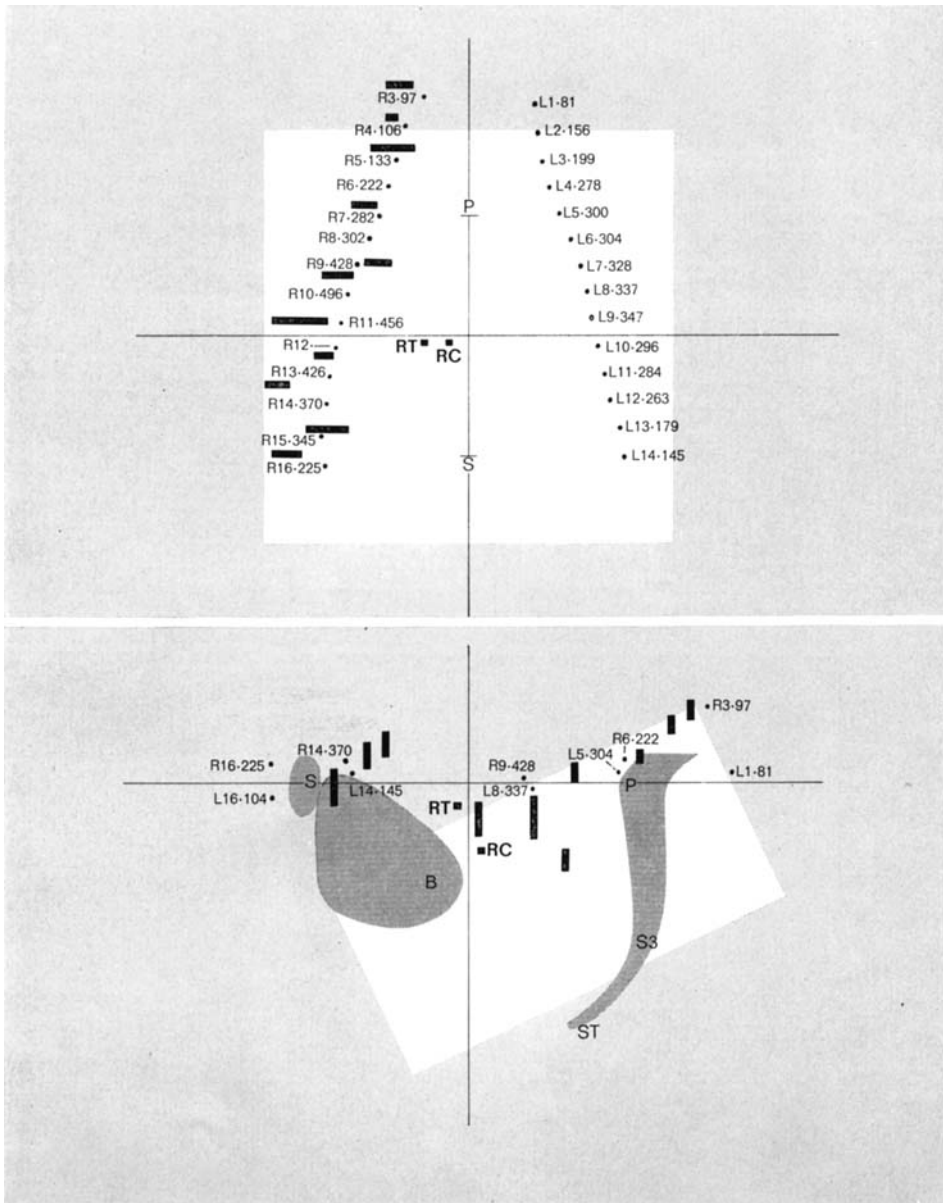 R3·97
L1·81
R4·106
L2·156
R5·133
L3·199
R6·222
L4·278
P
R7·282
L5·300
R8·302
L6·304
R9·428
L7·328
R10·496
L8·337
R11·456
L9·347
R12
RT
RC
L10·296
R13·426
L11·284
R14·370
L12·263
R15·345
L13·179
S
R16·225
L14·145
R3·97
R6·222
R14·370
L5·304
R16·225
S
R9·428
P
L1·81
L16·104
L14·145
L8·337
RT
RC
B
S3
ST